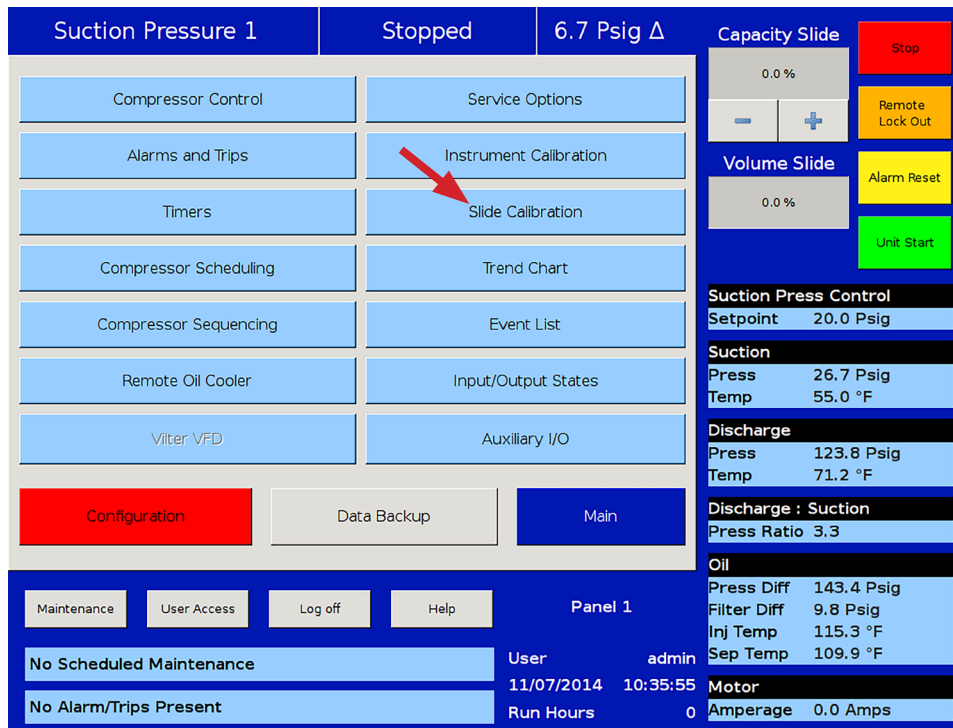 Suction Pressure 1 Stopped 6.7 Psig Δ
Compressor Control Service Options
Alarms and Trips Instrument Calibration
Timers Slide Calibration
Compressor Scheduling Trend Chart
Compressor Sequencing Event List
Remote Oil Cooler Input/Output States
Vilter VFD Auxiliary I/O
Configuration Data Backup Main
Maintenance User Access Log off Help Panel 1
No Scheduled Maintenance
No Alarm/Trips Present
User admin
11/07/2014 10:35:55
Run Hours 0
Capacity Slide
0.0 %
− +
Volume Slide
0.0 %
Stop
Remote
Lock Out
Alarm Reset
Unit Start
Suction Press Control
Setpoint 20.0 Psig
Suction
Press 26.7 Psig
Temp 55.0 °F
Discharge
Press 123.8 Psig
Temp 71.2 °F
Discharge : Suction
Press Ratio 3.3
Oil
Press Diff 143.4 Psig
Filter Diff 9.8 Psig
Inj Temp 115.3 °F
Sep Temp 109.9 °F
Motor
Amperage 0.0 Amps